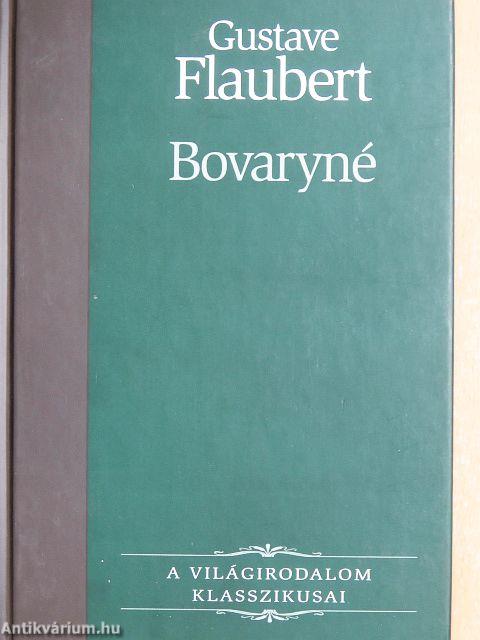 Gustave
Flaubert
Bovaryné
A VILÁGIRODALOM
KLASSZIKUSAI
Antikvárium.hu